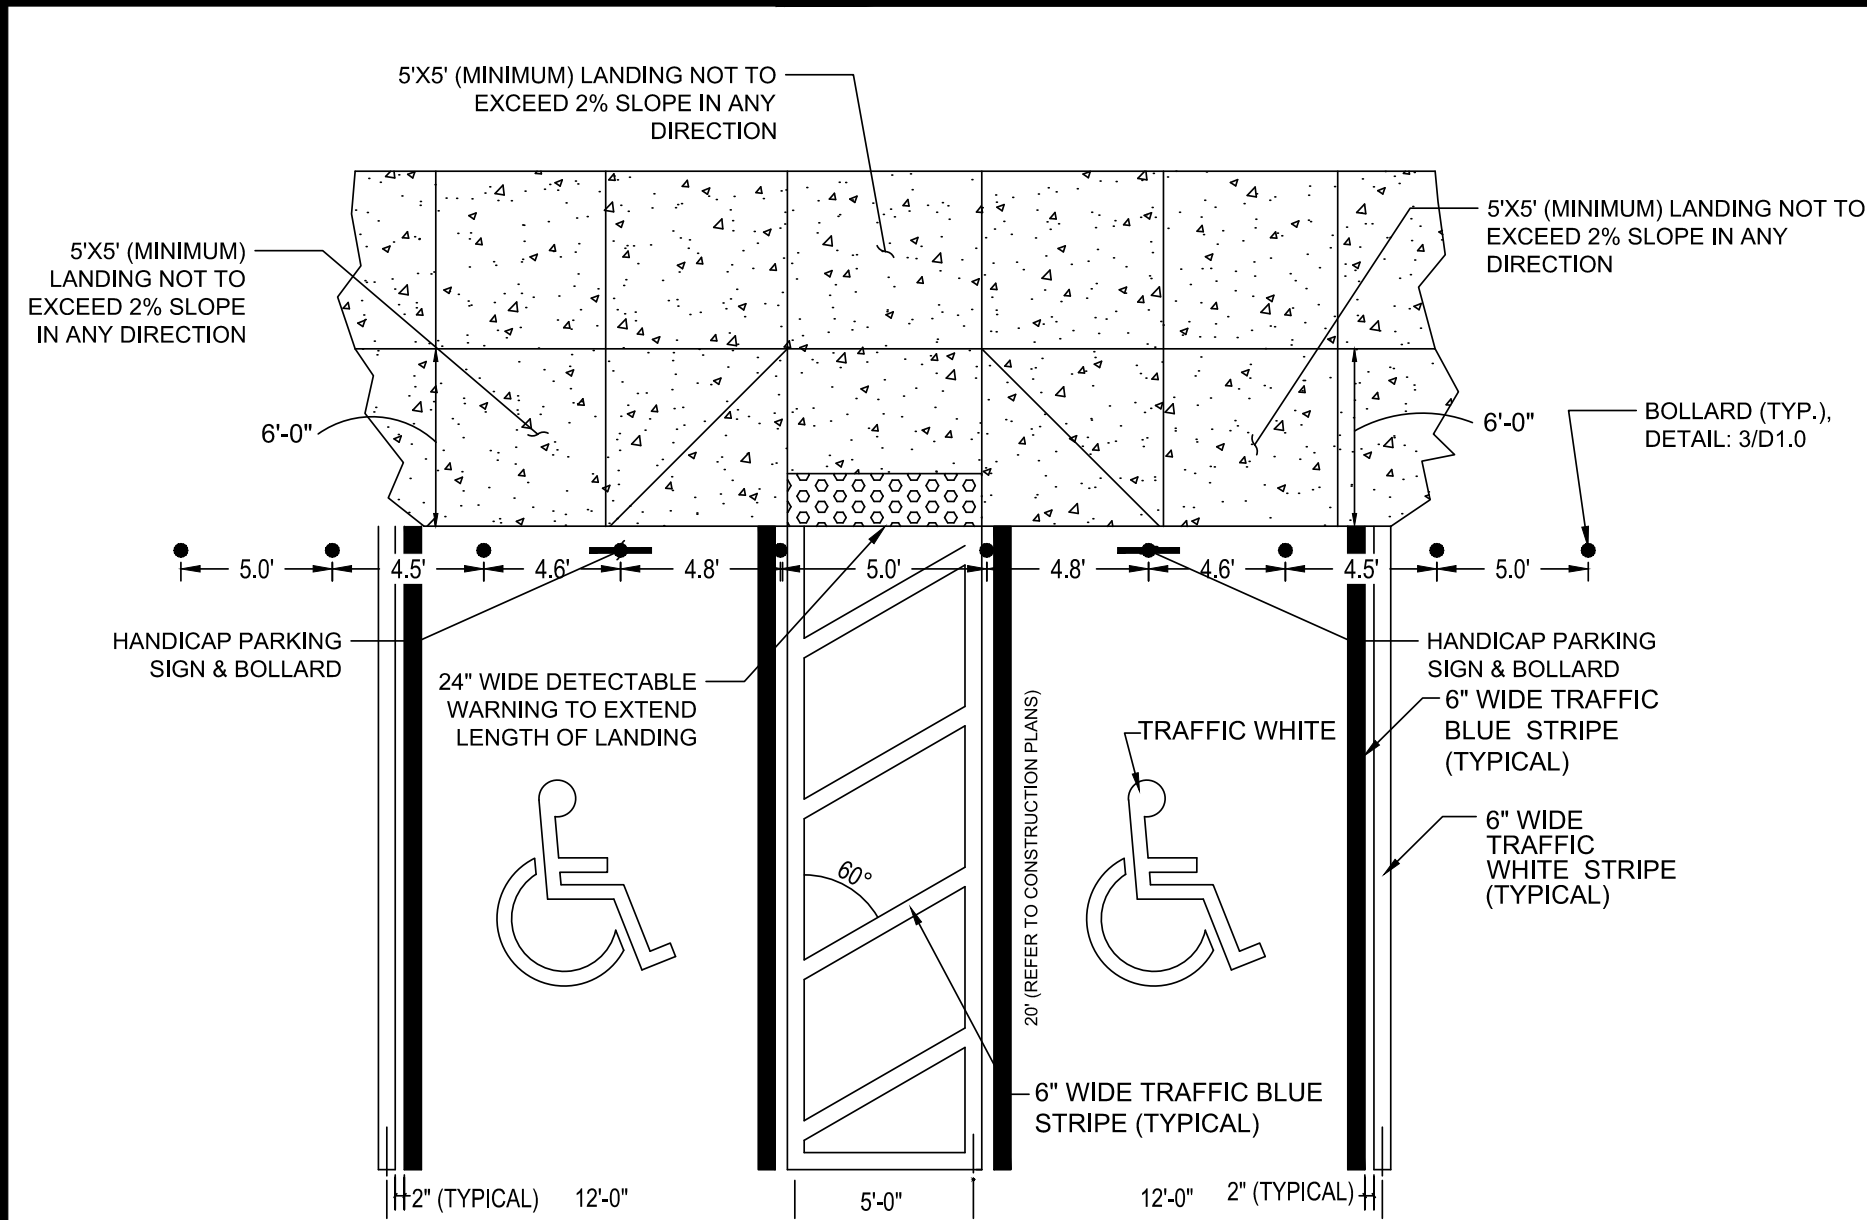 5'X5' (MINIMUM) LANDING NOT TO
EXCEED 2% SLOPE IN ANY
DIRECTION
5'X5' (MINIMUM) LANDING NOT TO
EXCEED 2% SLOPE IN ANY
DIRECTION
5'X5' (MINIMUM)
LANDING NOT TO
EXCEED 2% SLOPE
IN ANY DIRECTION
6'-0"
6'-0"
BOLLARD (TYP.),
DETAIL: 3/D1.0
5.0' 4.5' 4.6' 4.8' 5.0' 4.8' 4.6' 4.5' 5.0'
HANDICAP PARKING
SIGN & BOLLARD
HANDICAP PARKING
SIGN & BOLLARD
24" WIDE DETECTABLE
WARNING TO EXTEND
LENGTH OF LANDING
6" WIDE TRAFFIC
BLUE STRIPE
(TYPICAL)
TRAFFIC WHITE
20' (REFER TO CONSTRUCTION PLANS)
6" WIDE
TRAFFIC
WHITE STRIPE
(TYPICAL)
60°
6" WIDE TRAFFIC BLUE
STRIPE (TYPICAL)
2" (TYPICAL) 12'-0" 5'-0" 12'-0" 2" (TYPICAL)